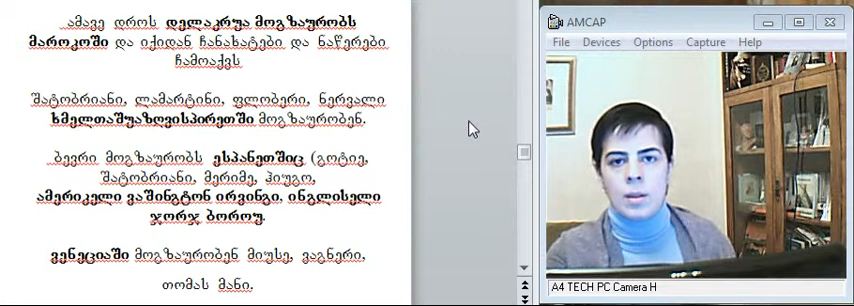 ამავე დროს დელაკრუა მოგზაურობს
მაროკოში და იქიდან ჩანახატები და ნაწერები
ჩამოაქვს
შატობრიანი, ლამარტინი, ფლობერი, ნერვალი
ხმელთაშუაზღვისპირეთში მოგზაურობენ.
ბევრი მოგზაურობს ესპანეთშიც (გოტიე,
შატობრიანი, მერიმე, ჰიუგო,
ამერიკელი ვაშინგტონ ირვინგი, ინგლისელი
ჯორჯ ბოროუ.
ვენეციაში მოგზაურობენ მიუსე, ვაგნერი,
თომას მანი.
AMCAP
File Devices Options Capture Help
A4 TECH PC Camera H